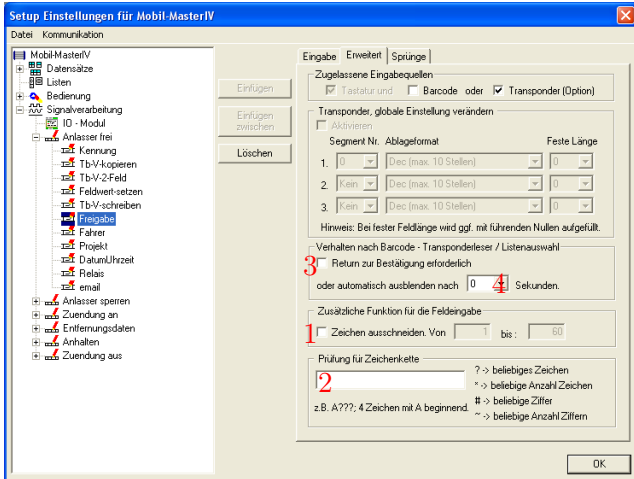 Setup Einstellungen für Mobil-MasterIV
Datei Kommunikation
Mobil-MasterIV
Datensätze
Listen
Bedienung
Signalverarbeitung
IO - Modul
Anlasser frei
Kennung
Tb-V-kopieren
Tb-V-2-Feld
Feldwert-setzen
Tb-V-schreiben
Freigabe
Fahrer
Projekt
DatumUhrzeit
Relais
email
Anlasser sperren
Zuendung an
Entfernungsdaten
Anhalten
Zuendung aus
Einfügen
Einfügen
zwischen
Löschen
Eingabe Erweitert Sprünge
Zugelassene Eingabequellen
Tastatur und Barcode oder Transponder (Option)
Transponder, globale Einstellung verändern
Aktivieren
Segment Nr. Ablageformat Feste Länge
1. 0 Dec (max. 10 Stellen) 0
2. Kein Dec (max. 10 Stellen) 0
3. Kein Dec (max. 10 Stellen) 0
Hinweis: Bei fester Feldlänge wird ggf. mit führenden Nullen aufgefüllt.
Verhalten nach Barcode - Transponderleser / Listenauswahl
3 Return zur Bestätigung erforderlich
oder automatisch ausblenden nach 0 4 Sekunden.
Zusätzliche Funktion für die Feldeingabe
1 Zeichen ausschneiden. Von 1 bis : 60
Prüfung für Zeichenkette
2
z.B. A???; 4 Zeichen mit A beginnend.
? -> beliebiges Zeichen
* -> beliebige Anzahl Zeichen
# -> beliebige Ziffer
~ -> beliebige Anzahl Ziffern
OK